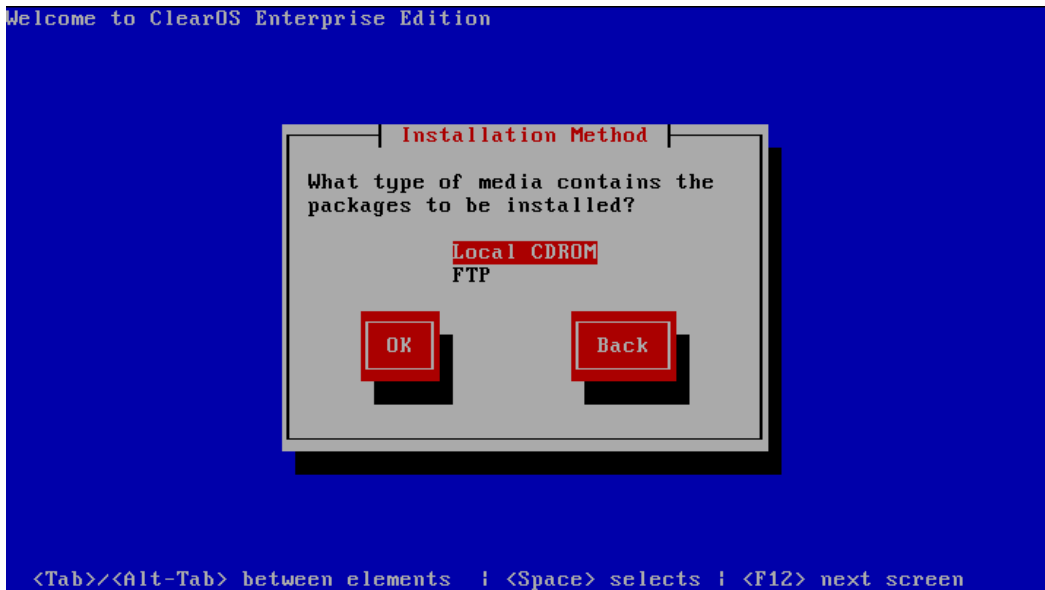 Welcome to ClearOS Enterprise Edition
Installation Method
What type of media contains the
packages to be installed?
Local CDROM
FTP
OK Back
<Tab>/<Alt-Tab> between elements | <Space> selects | <F12> next screen